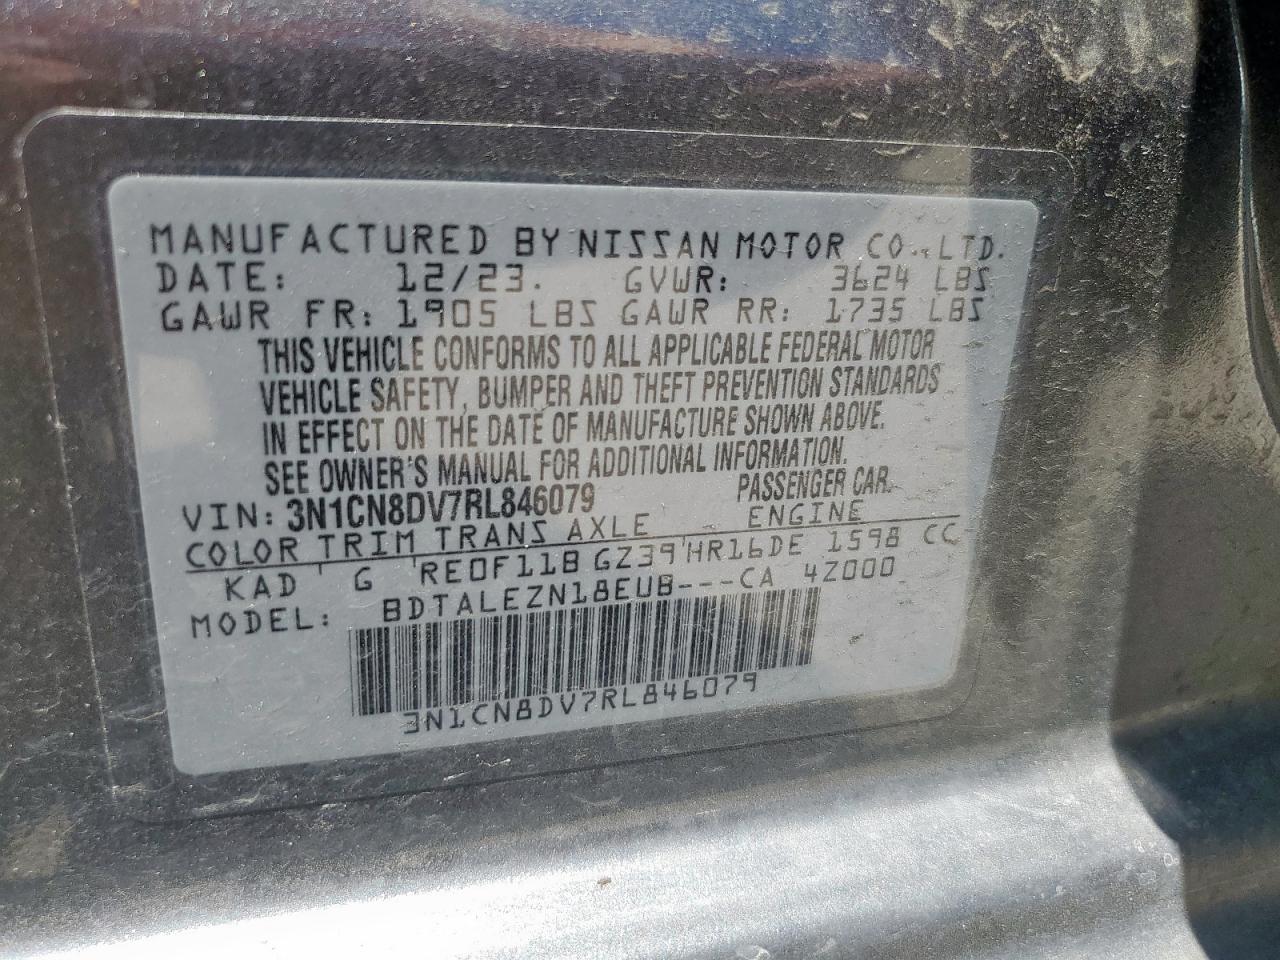 MANUFACTURED BY NISSAN MOTOR CO., LTD.
DATE: 12/23. GVWR: 3624 LBS
GAWR FR: 1905 LBS GAWR RR: 1735 LBS
THIS VEHICLE CONFORMS TO ALL APPLICABLE FEDERAL MOTOR
VEHICLE SAFETY, BUMPER AND THEFT PREVENTION STANDARDS
IN EFFECT ON THE DATE OF MANUFACTURE SHOWN ABOVE.
SEE OWNER'S MANUAL FOR ADDITIONAL INFORMATION.
VIN: 3N1CN8DV7RL846079 PASSENGER CAR.
COLOR TRIM TRANS AXLE ENGINE
KAD G RE0F11B GZ39 HR16DE 1598 CC
MODEL: BDTALEZN18EUB---CA 4Z000
3N1CN8DV7RL846079